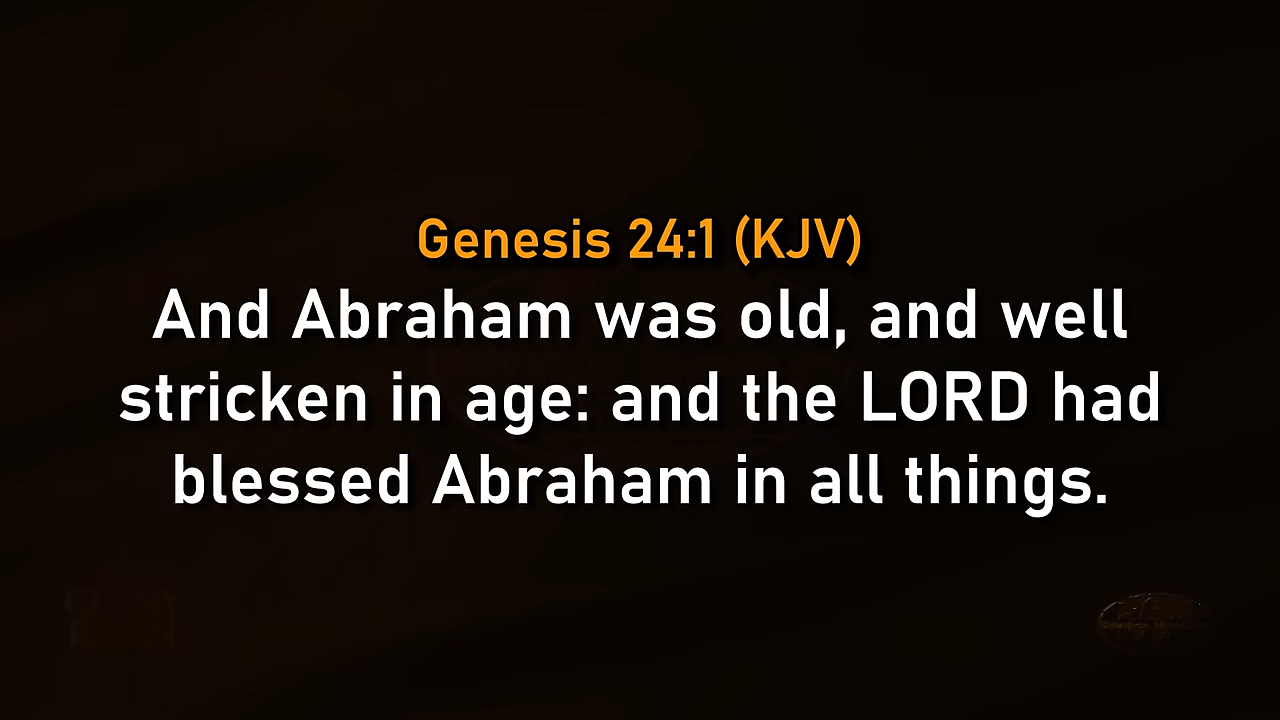 Genesis 24:1 (KJV)
And Abraham was old, and well
stricken in age: and the LORD had
blessed Abraham in all things.